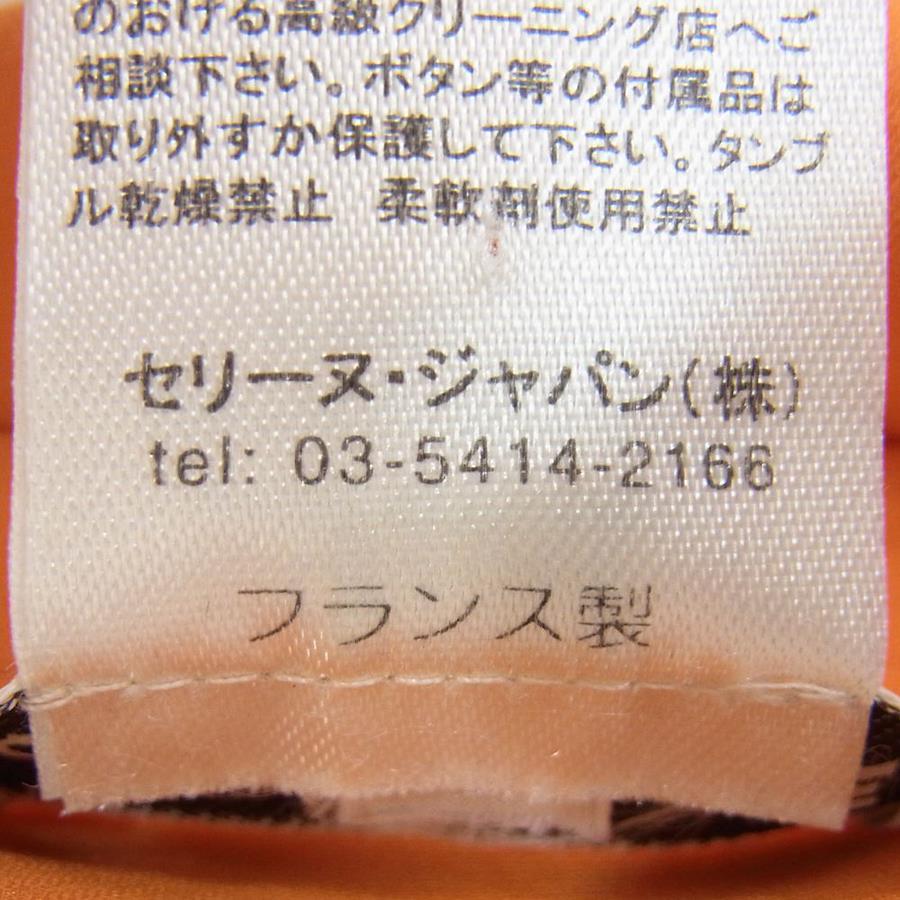 のおける高級クリーニング店へご
相談下さい。ボタン等の付属品は
取り外すか保護して下さい。タンブ
ル乾燥禁止 柔軟剤使用禁止
セリーヌ・ジャパン(株)
tel: 03-5414-2166
フランス製